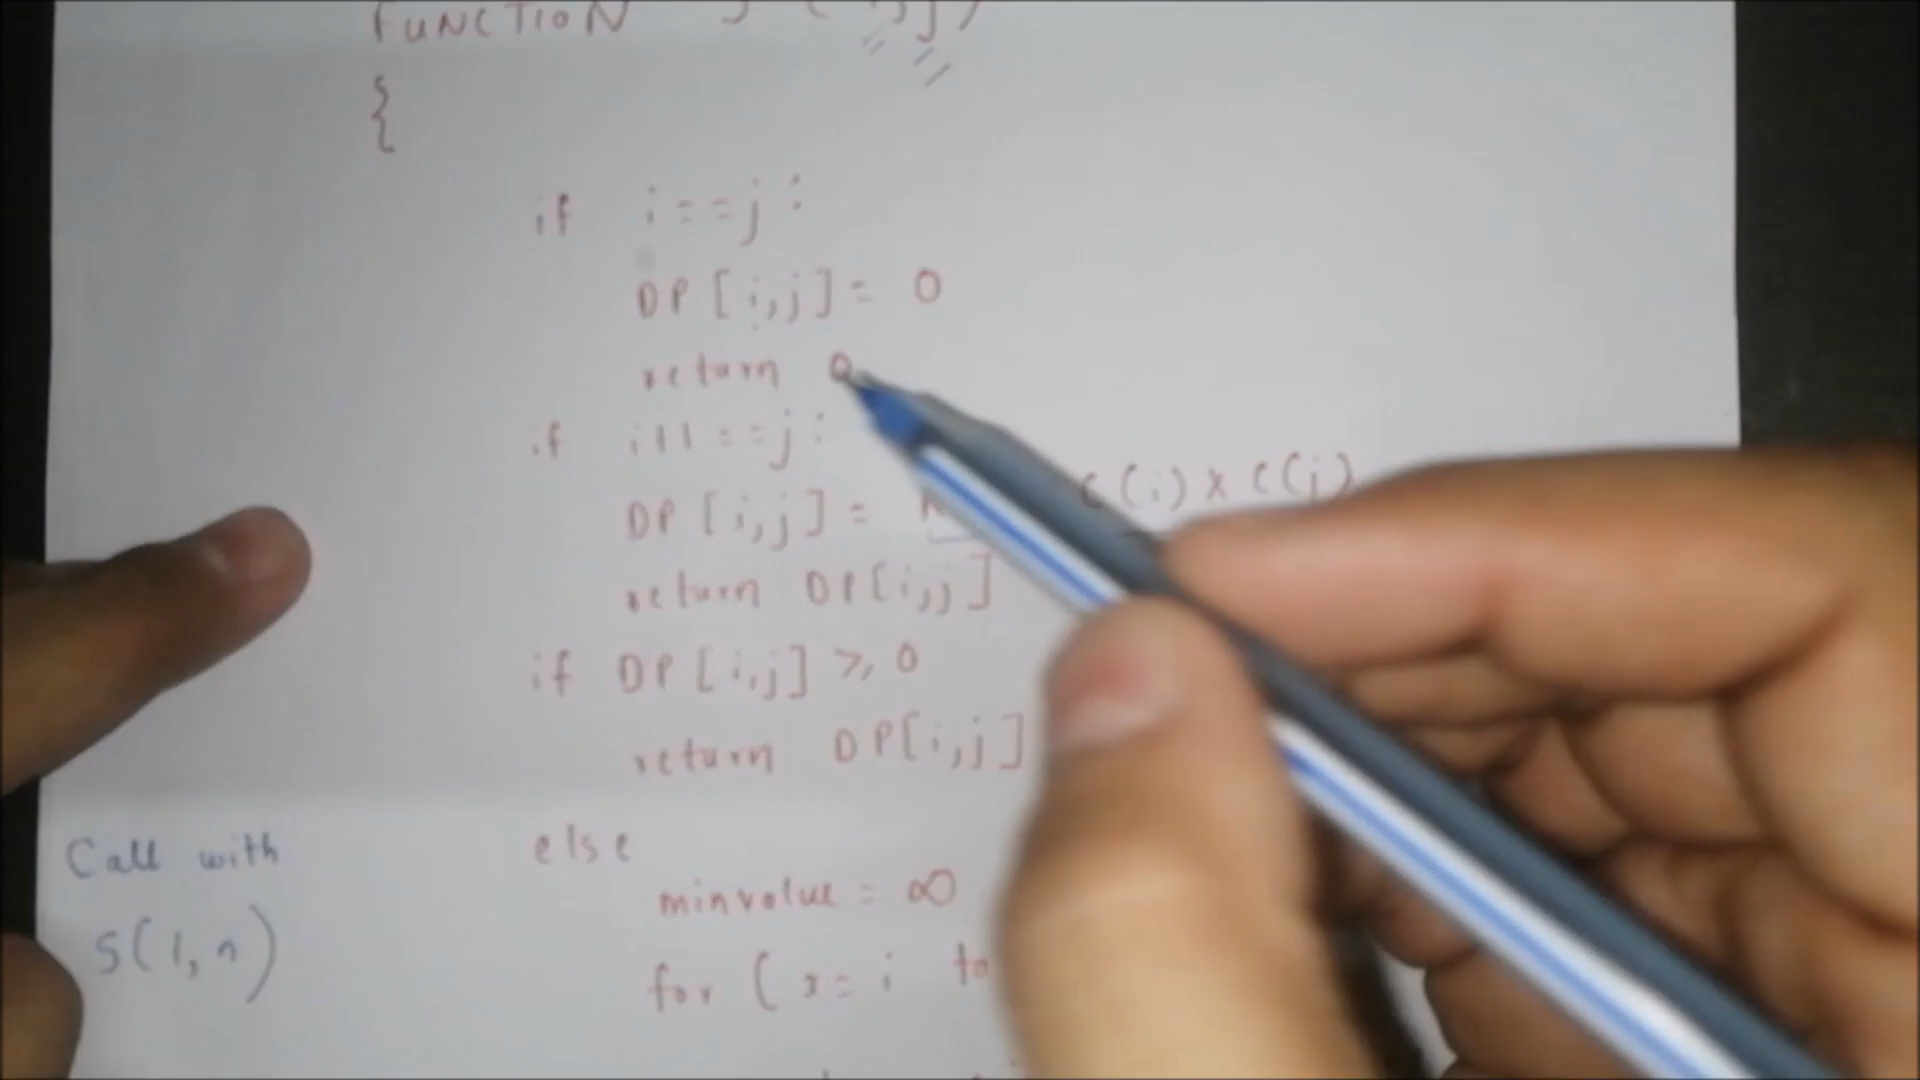 FUNCTION S(i,j)
{
if i==j:
DP[i,j]= 0
return 0
if i+1==j:
DP[i,j]= C(i) x C(j)
return DP[i,j]
if DP[i,j] >= 0
return DP[i,j]
else
minvalue = ∞
for ( x= i to
Call with
S(1,n)